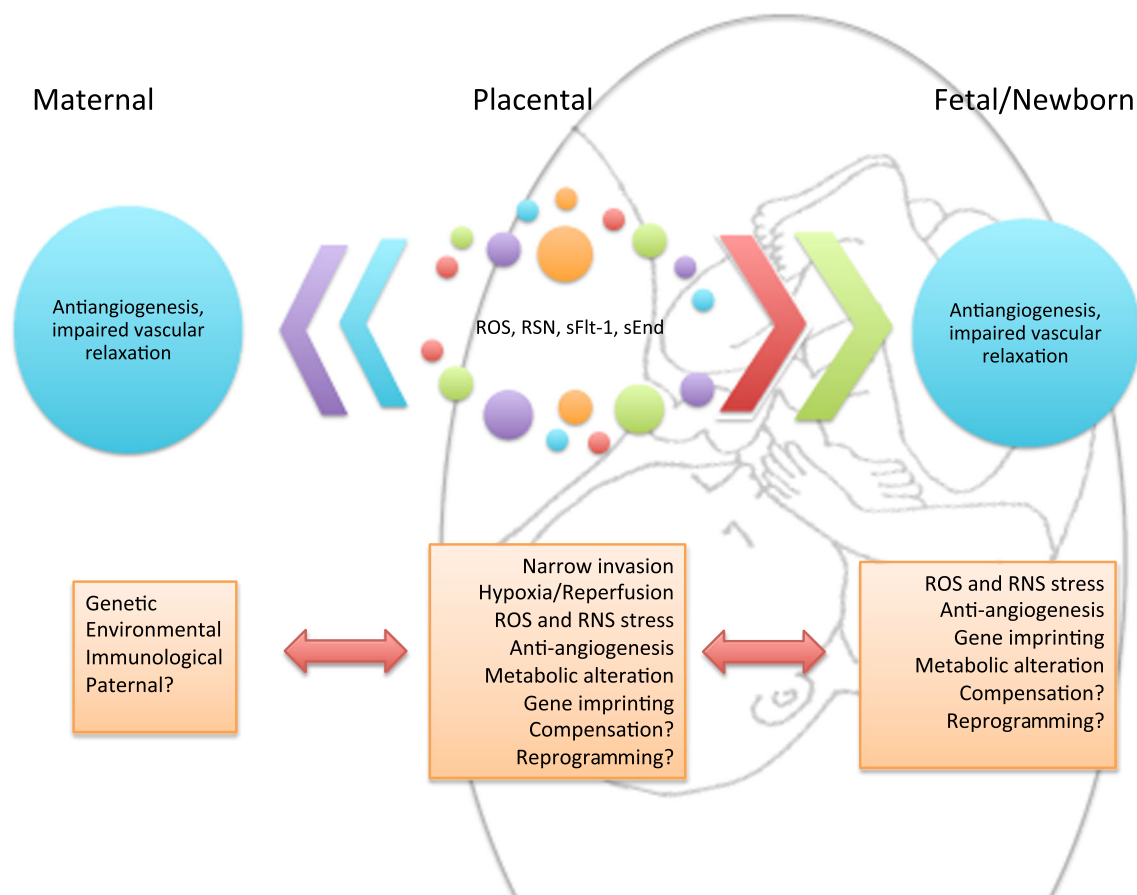 Maternal
Placental
Fetal/Newborn
Antiangiogenesis,
impaired vascular
relaxation
ROS, RSN, sFlt-1, sEnd
Antiangiogenesis,
impaired vascular
relaxation
Genetic
Environmental
Immunological
Paternal?
Narrow invasion
Hypoxia/Reperfusion
ROS and RNS stress
Anti-angiogenesis
Metabolic alteration
Gene imprinting
Compensation?
Reprogramming?
ROS and RNS stress
Anti-angiogenesis
Gene imprinting
Metabolic alteration
Compensation?
Reprogramming?